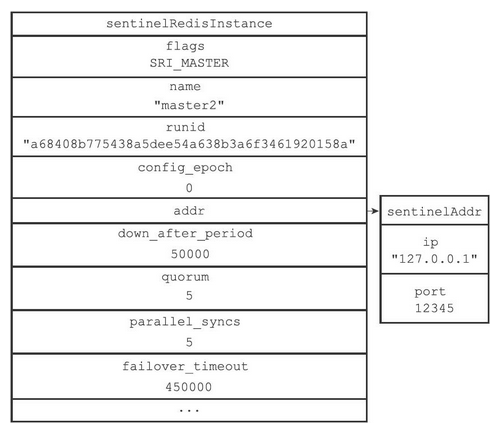 sentinelRedisInstance
flags
SRI_MASTER
name
"master2"
runid
"a68408b775438a5dee54a638b3a6f3461920158a"
config_epoch
0
addr
down_after_period
50000
quorum
5
parallel_syncs
5
failover_timeout
450000
...
sentinelAddr
ip
"127.0.0.1"
port
12345